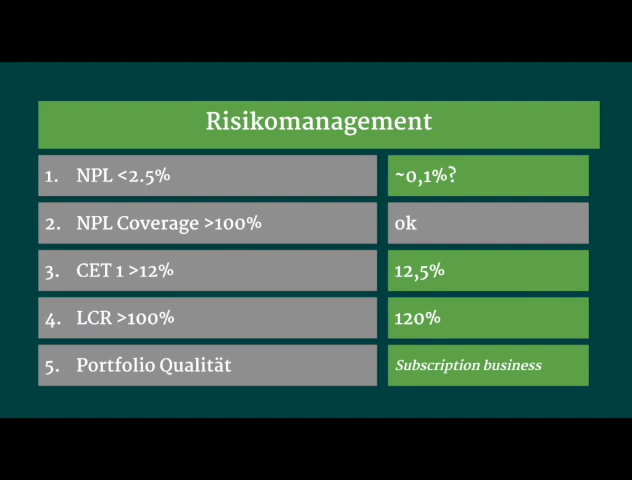 Risikomanagement
1. NPL <2.5% ~0,1%?
2. NPL Coverage >100% ok
3. CET 1 >12% 12,5%
4. LCR >100% 120%
5. Portfolio Qualität Subscription business